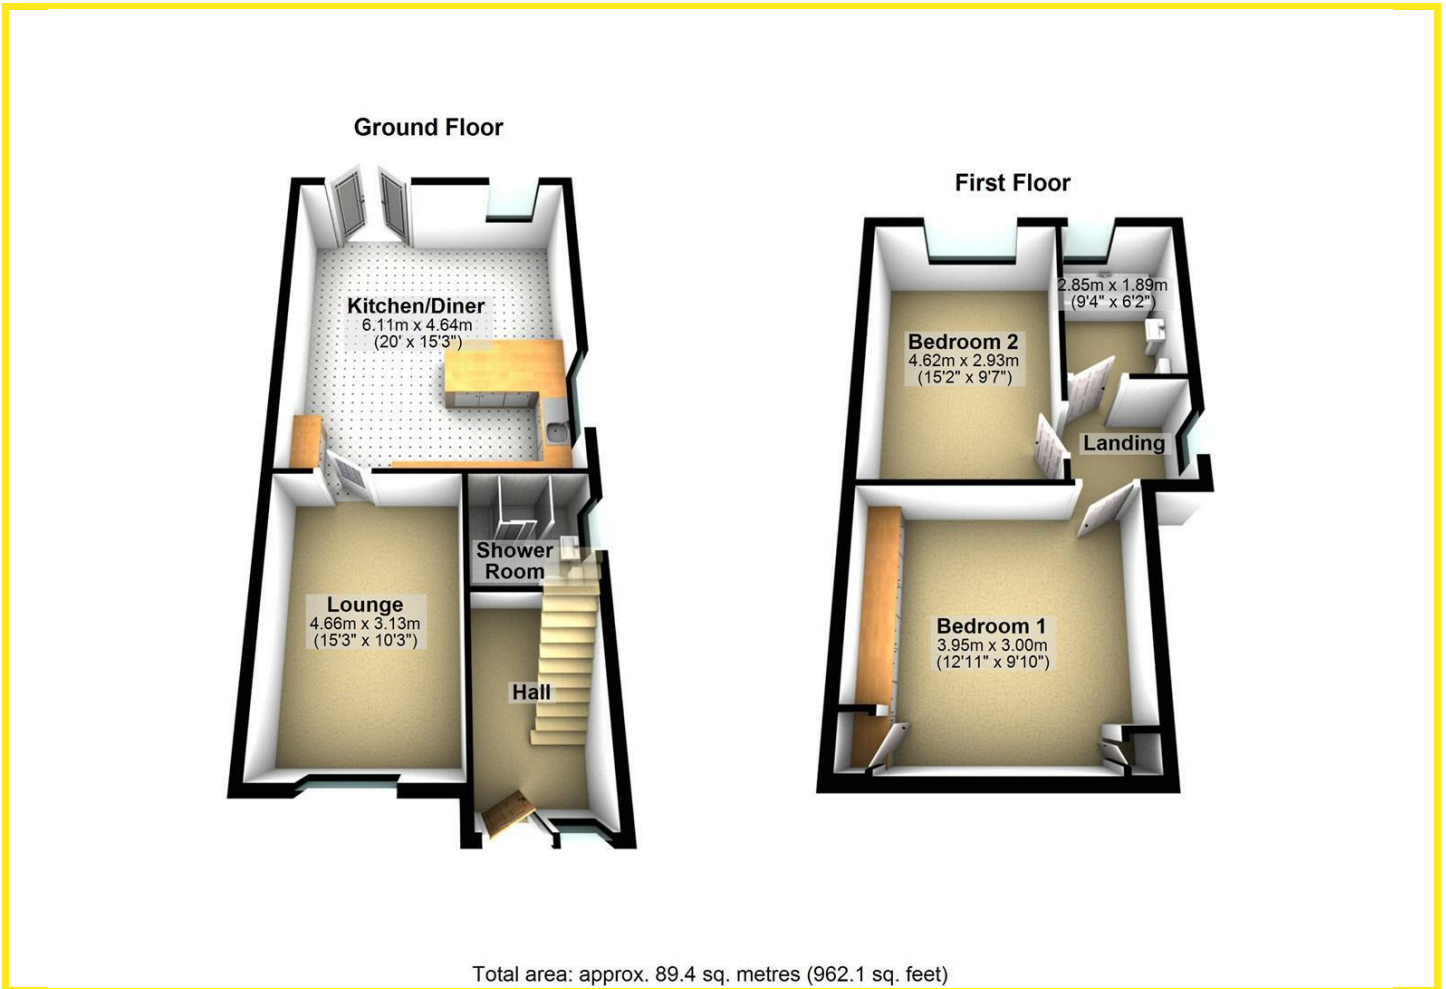 Ground Floor
Kitchen/Diner
6.11m x 4.64m
(20' x 15'3")
Shower
Room
Lounge
4.66m x 3.13m
(15'3" x 10'3")
Hall
First Floor
2.85m x 1.89m
(9'4" x 6'2")
Bedroom 2
4.62m x 2.93m
(15'2" x 9'7")
Landing
Bedroom 1
3.95m x 3.00m
(12'11" x 9'10")
Total area: approx. 89.4 sq. metres (962.1 sq. feet)